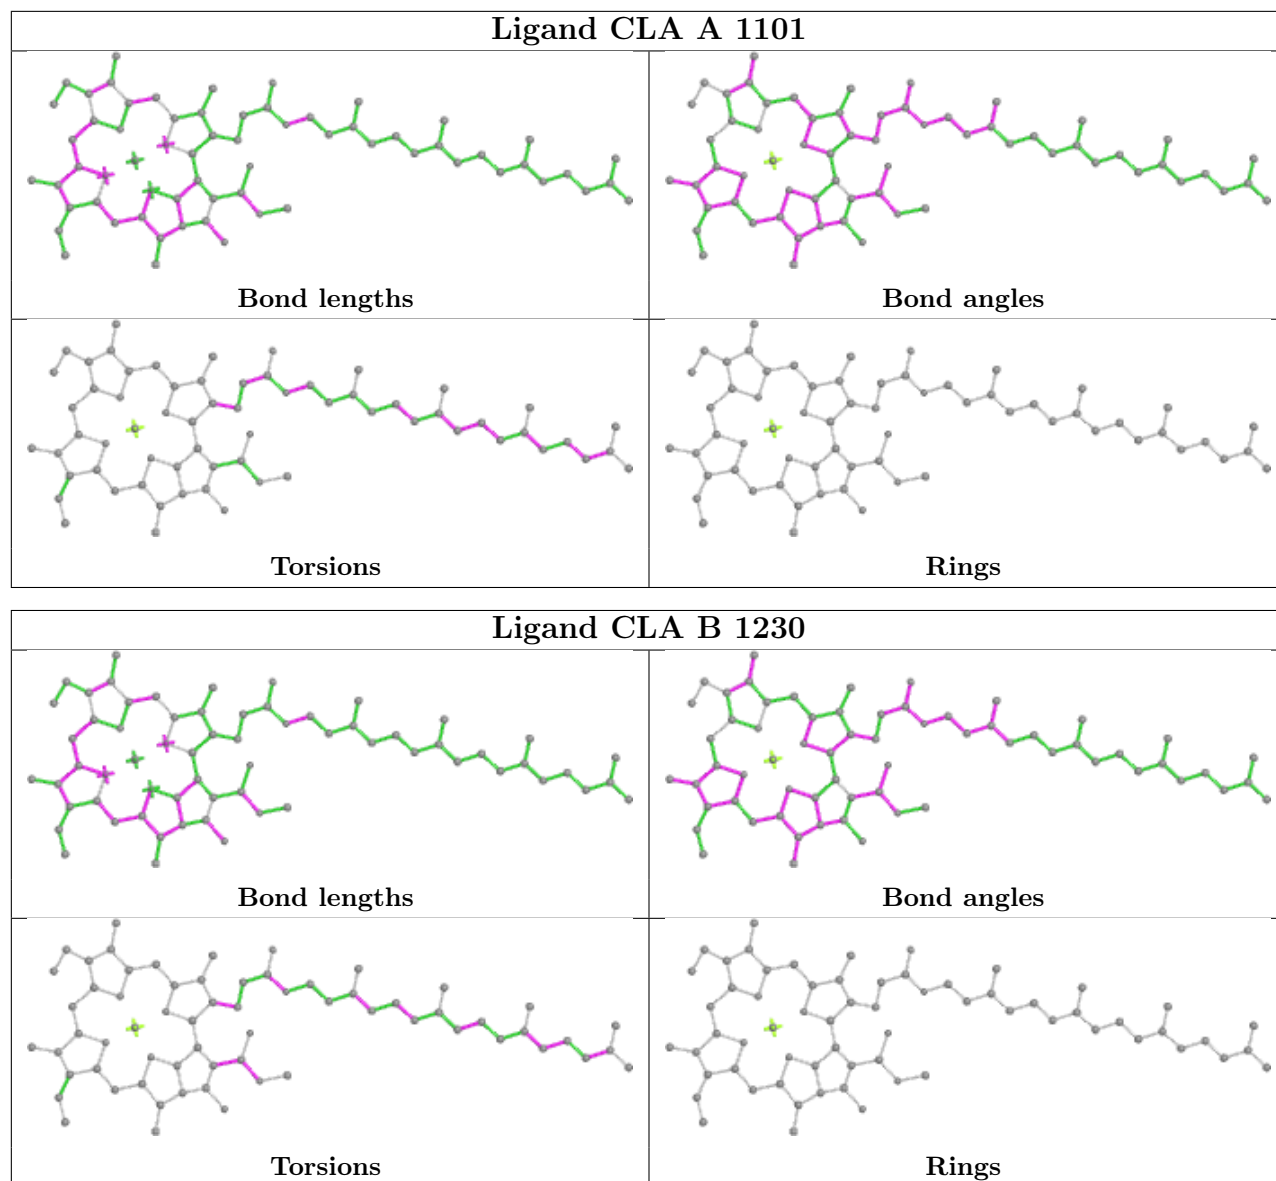 Ligand CLA A 1101
Bond lengths
Bond angles
Torsions
Rings
Ligand CLA B 1230
Bond lengths
Bond angles
Torsions
Rings